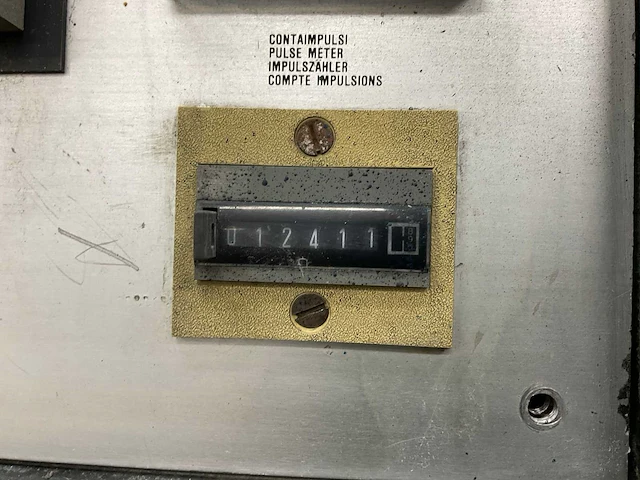 CONTAIMPULSI
PULSE METER
IMPULSZÄHLER
COMPTE IMPULSIONS
012411